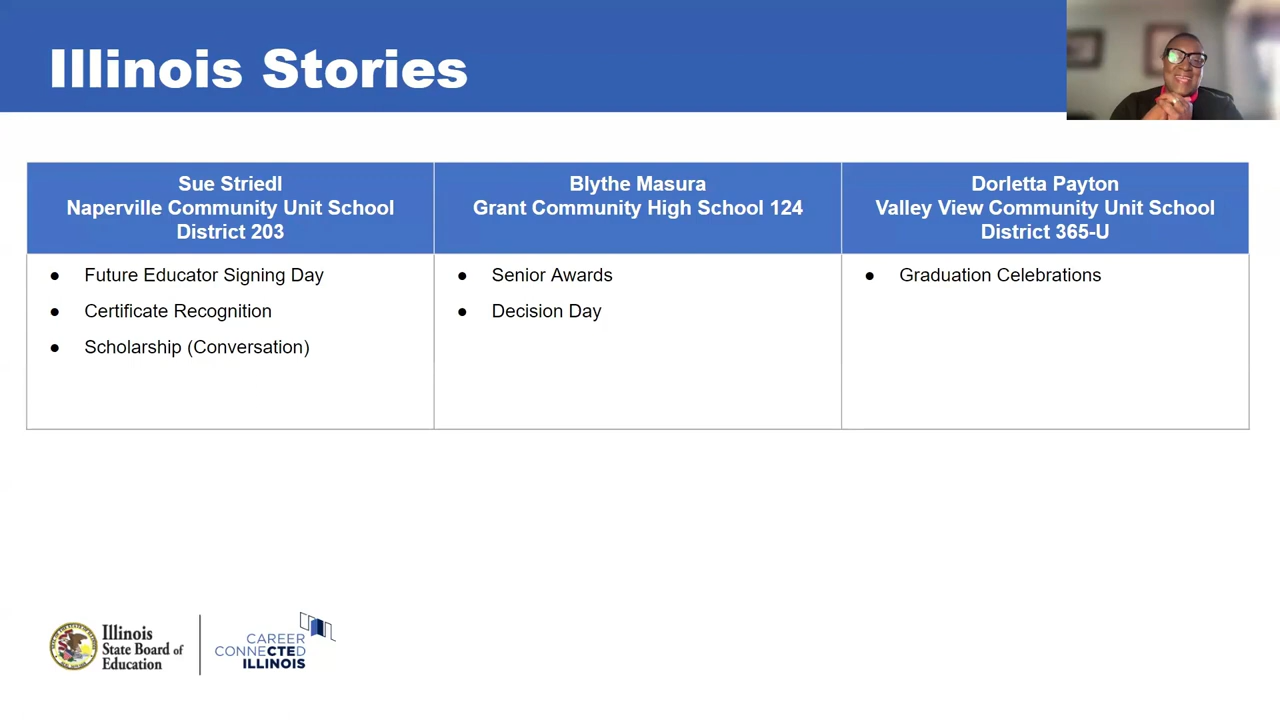 Illinois Stories
Sue Striedl
Naperville Community Unit School
District 203
Blythe Masura
Grant Community High School 124
Dorletta Payton
Valley View Community Unit School
District 365-U
● Future Educator Signing Day
● Certificate Recognition
● Scholarship (Conversation)
● Senior Awards
● Decision Day
● Graduation Celebrations
Illinois
State Board of
Education
CAREER
CONNECTED
ILLINOIS